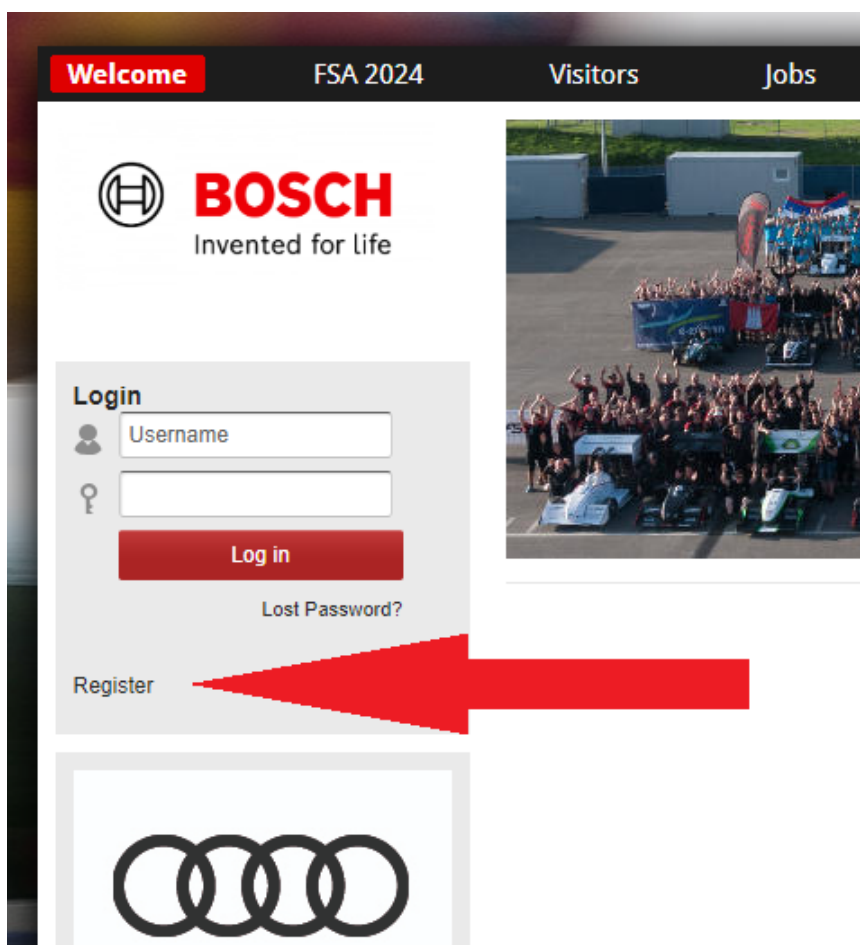 Welcome FSA 2024 Visitors Jobs
BOSCH
Invented for life
Login
Username
Log in
Lost Password?
Register